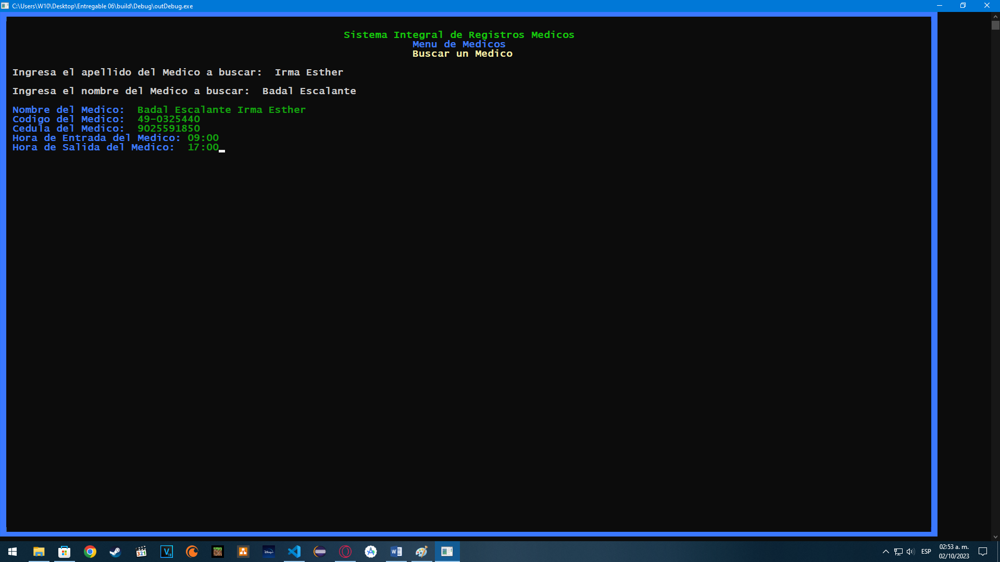 C:\Users\W10\Desktop\Entregable 06\build\Debug\outDebug.exe
Sistema Integral de Registros Medicos
Menu de Medicos
Buscar un Medico
Ingresa el apellido del Medico a buscar:  Irma Esther
Ingresa el nombre del Medico a buscar:  Badal Escalante
Nombre del Medico:  Badal Escalante Irma Esther
Codigo del Medico:  49-0325440
Cedula del Medico:  9025591850
Hora de Entrada del Medico: 09:00
Hora de Salida del Medico:  17:00
321
V
Disney+
W
ESP
02:53 a. m.
02/10/2023